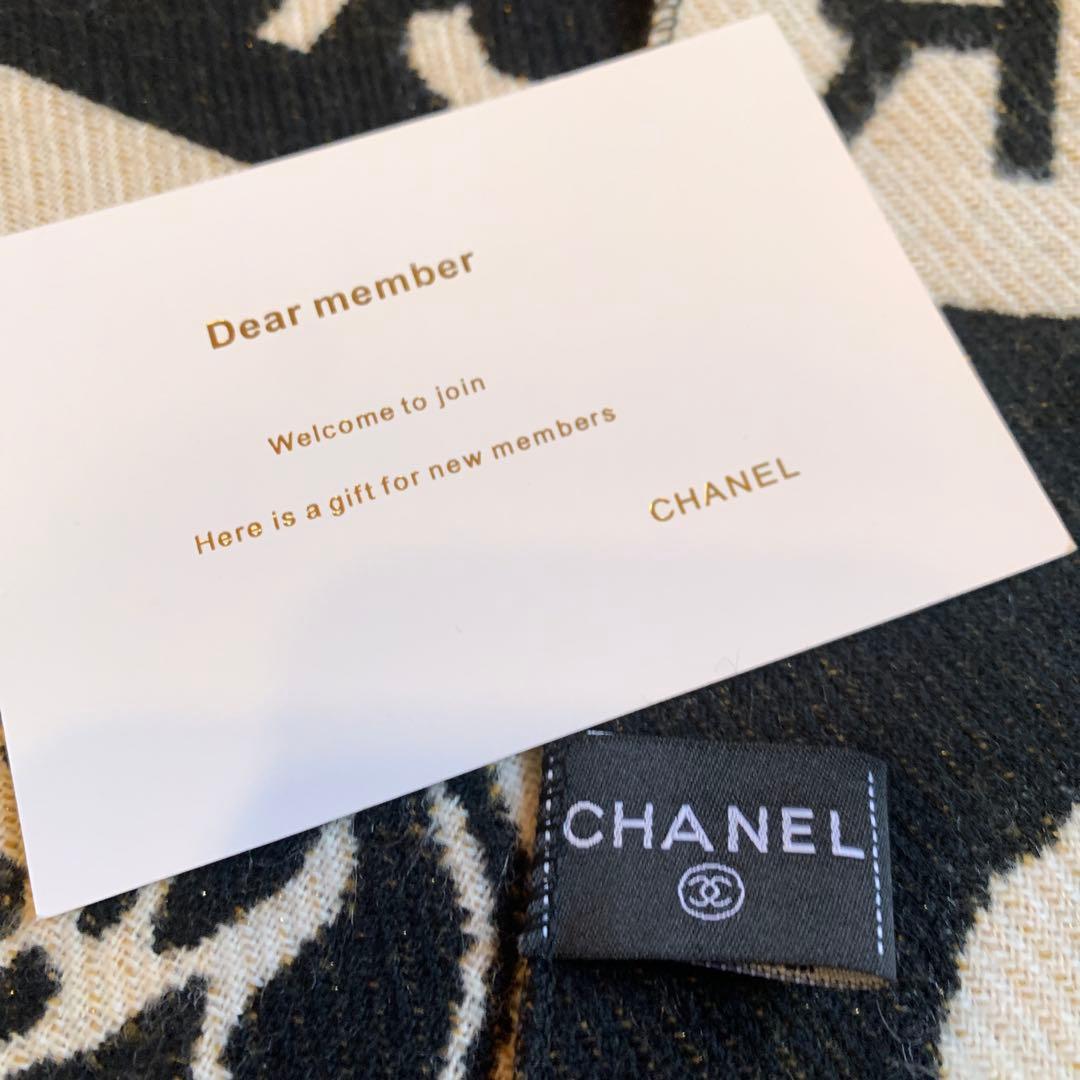 Dear member
Welcome to join
Here is a gift for new members
CHANEL
CHANEL